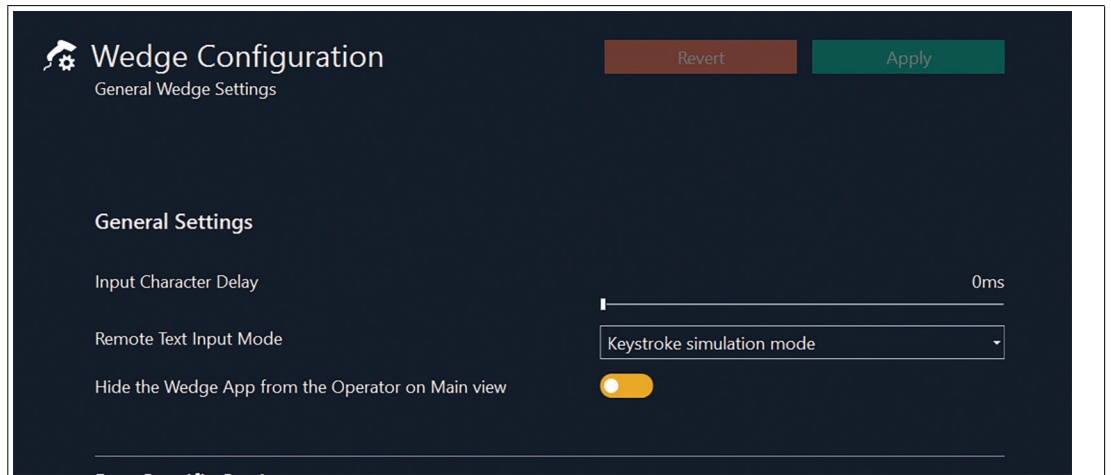 Wedge Configuration
Revert
Apply
General Wedge Settings
General Settings
Input Character Delay
0ms
Remote Text Input Mode
Keystroke simulation mode
Hide the Wedge App from the Operator on Main view